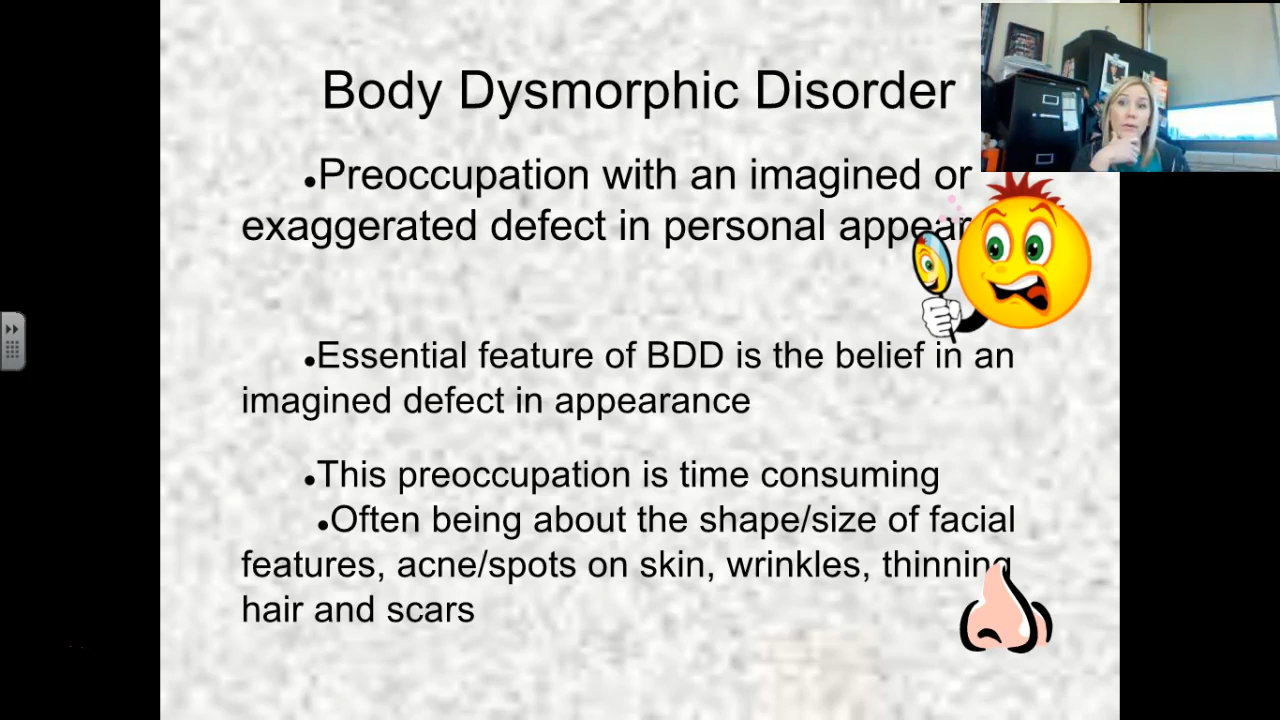 Body Dysmorphic Disorder
•Preoccupation with an imagined or
exaggerated defect in personal appear
•Essential feature of BDD is the belief in an
imagined defect in appearance
•This preoccupation is time consuming
•Often being about the shape/size of facial
features, acne/spots on skin, wrinkles, thinning
hair and scars